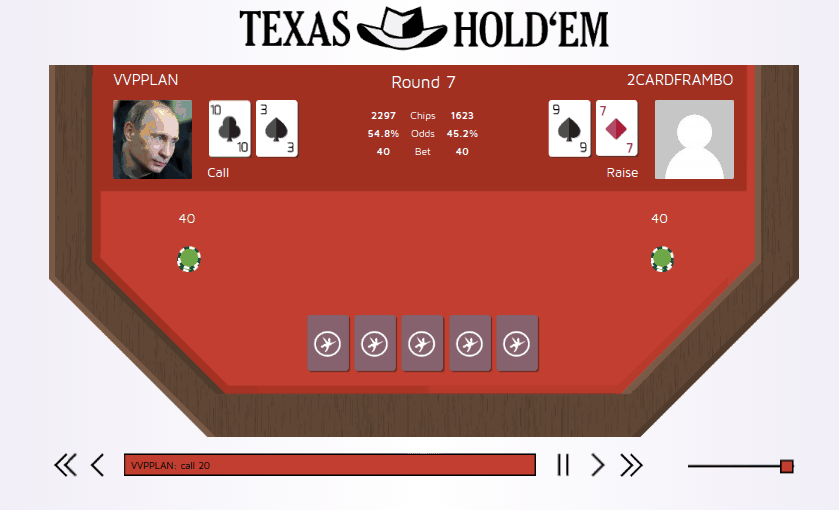 TEXAS HOLD'EM
VVPPLAN
Round 7
2CARDFRAMBO
10
10
3
3
2297 Chips 1623
54.8% Odds 45.2%
40 Bet 40
9
9
7
7
Call
Raise
40
40
VVPPLAN: call 20